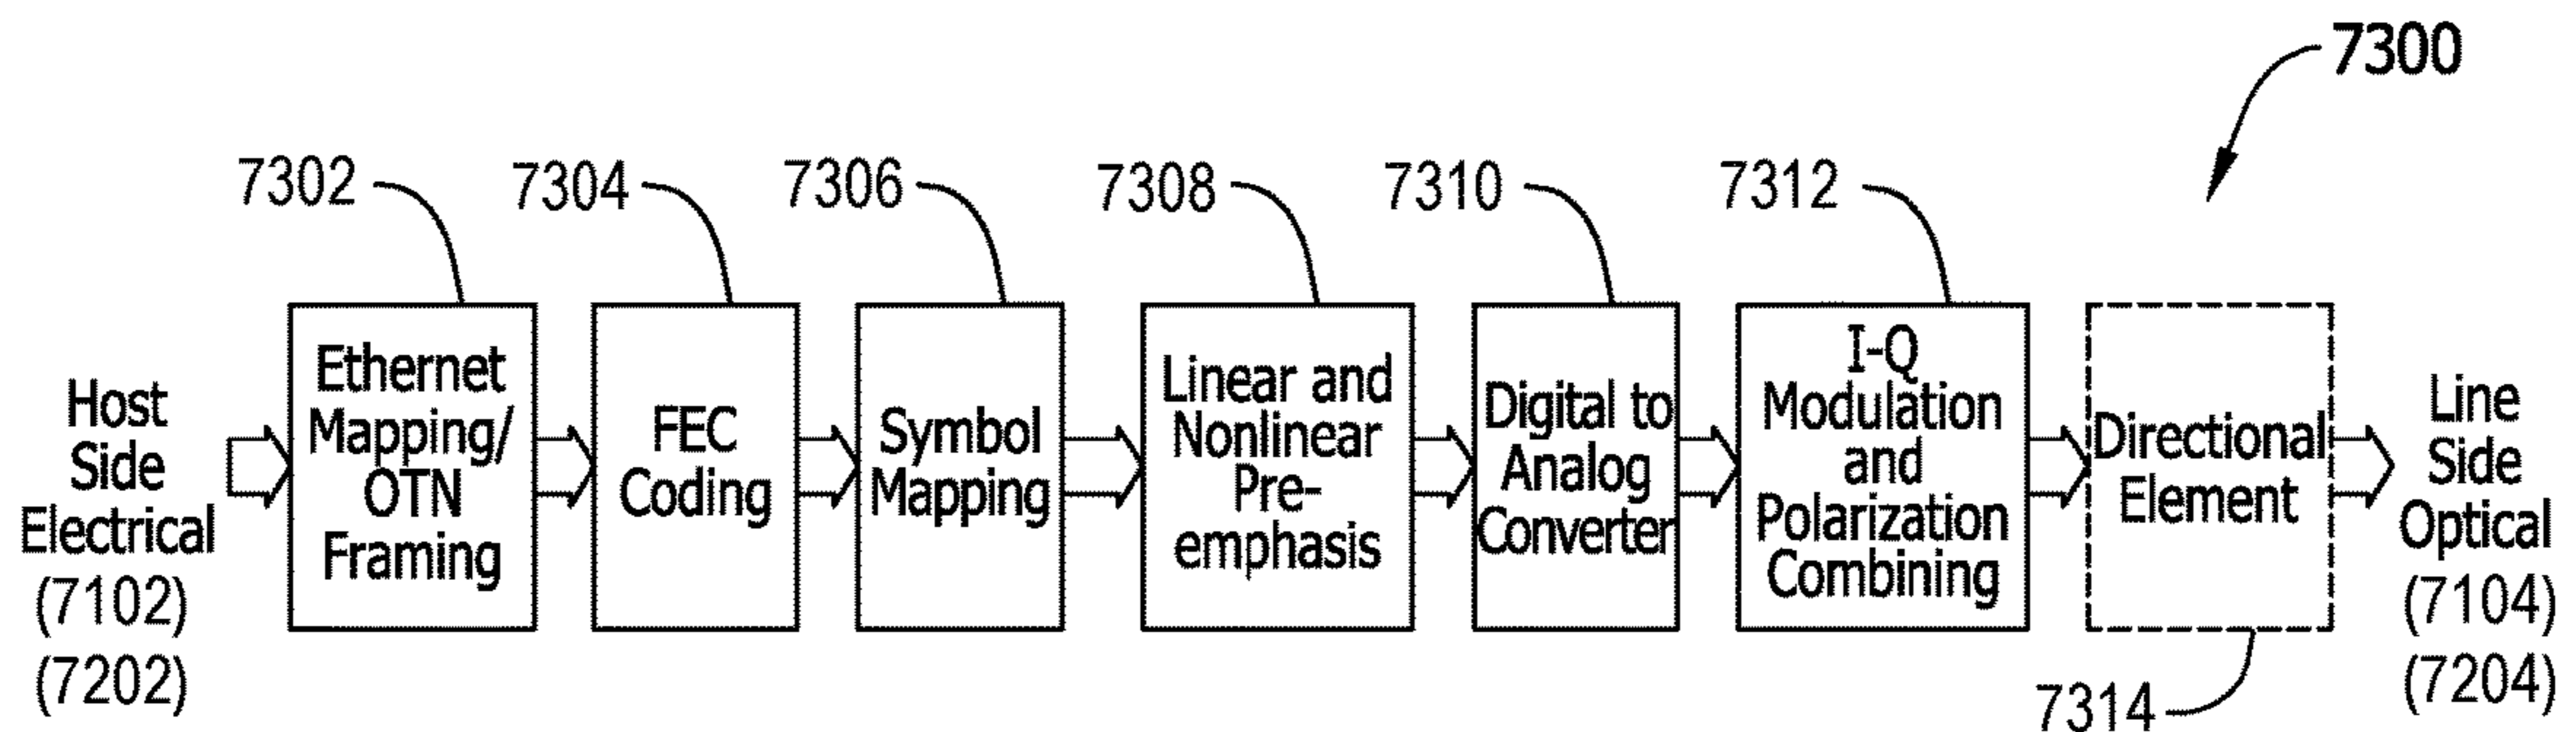 7300
7302
7304
7306
7308
7310
7312
Host
Side
Electrical
(7102)
(7202)
Ethernet
Mapping/
OTN
Framing
FEC
Coding
Symbol
Mapping
Linear and
Nonlinear
Pre-
emphasis
Digital to
Analog
Converter
I-Q
Modulation
and
Polarization
Combining
Directional
Element
Line
Side
Optical
(7104)
(7204)
7314